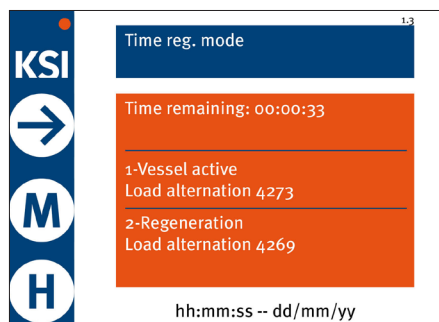 1.3
KSI
Time reg. mode
Time remaining: 00:00:33
1-Vessel active
Load alternation 4273
2-Regeneration
Load alternation 4269
M
H
hh:mm:ss -- dd/mm/yy